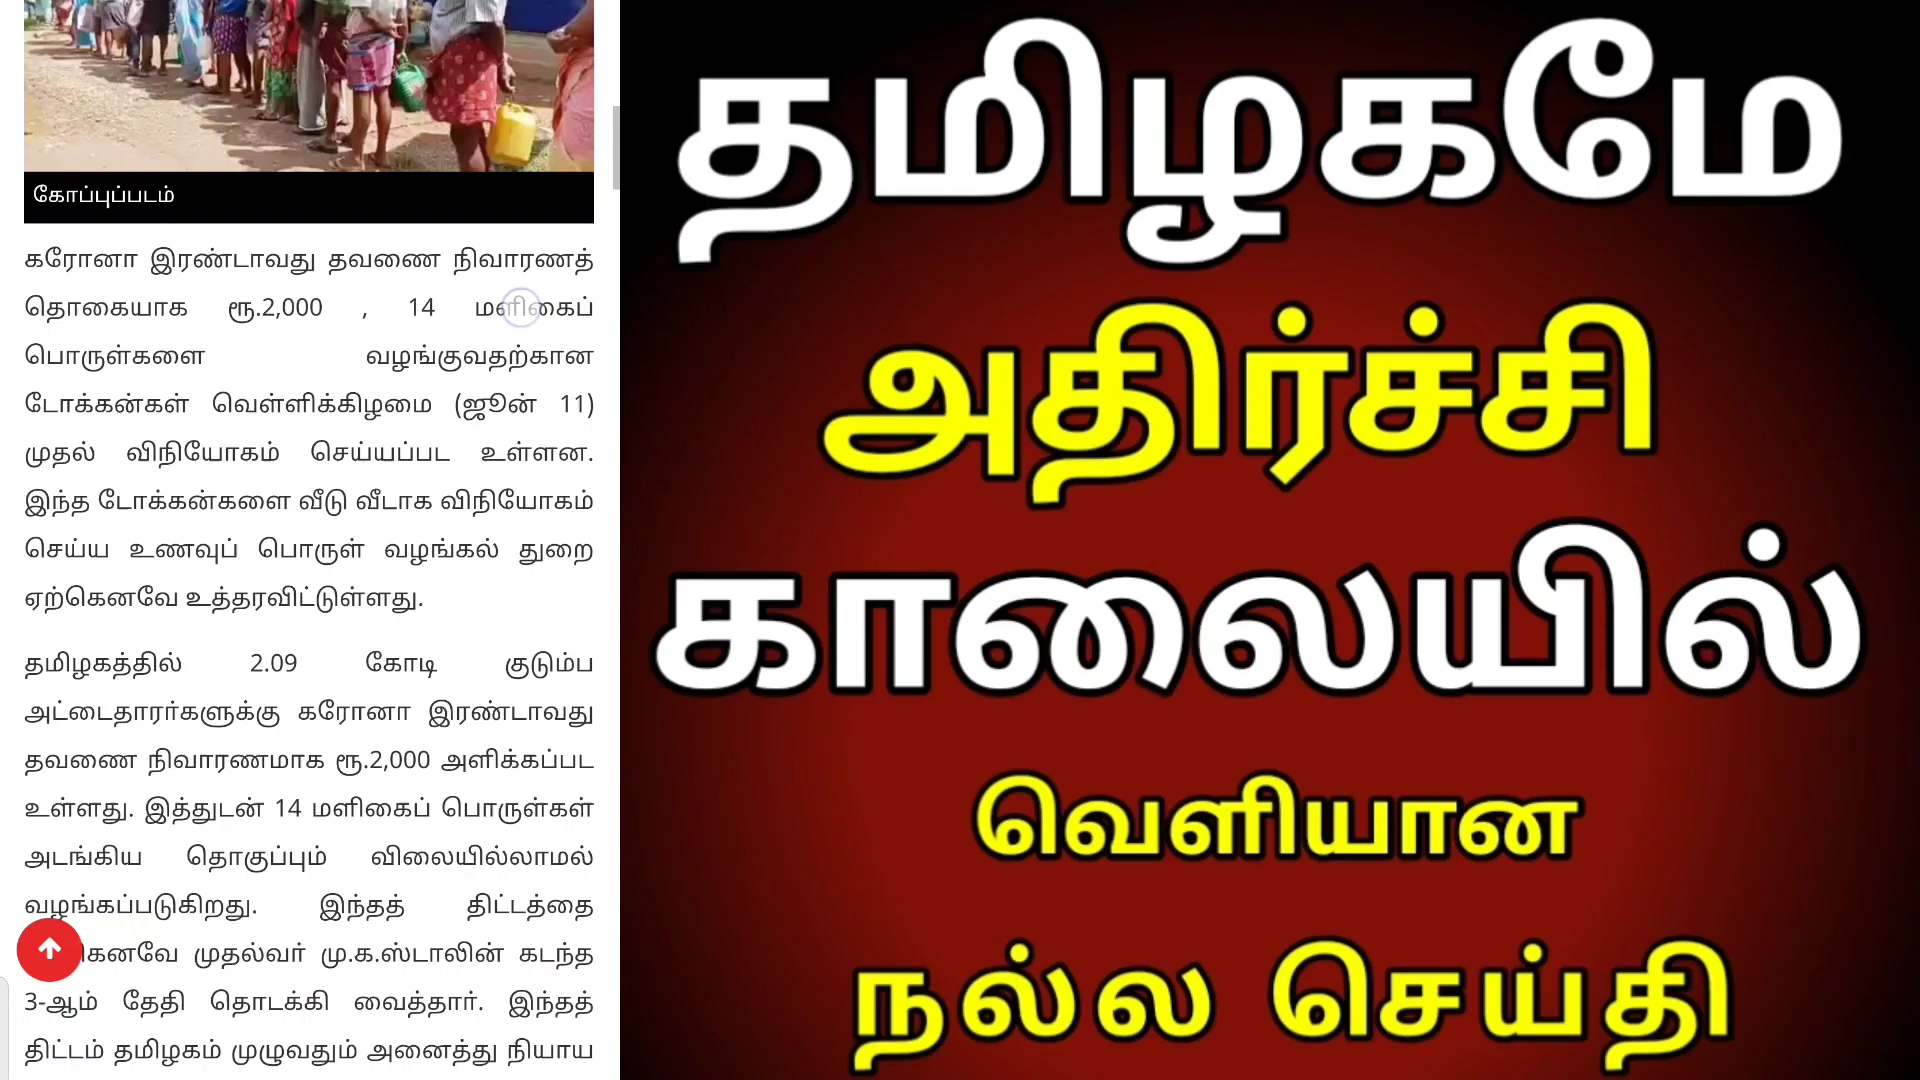 கோப்புப்படம்
கரோனா இரண்டாவது தவணை நிவாரணத்
தொகையாக ரூ.2,000 , 14 மளிகைப்
பொருள்களை வழங்குவதற்கான
டோக்கன்கள் வெள்ளிக்கிழமை (ஜூன் 11)
முதல் விநியோகம் செய்யப்பட உள்ளன.
இந்த டோக்கன்களை வீடு வீடாக விநியோகம்
செய்ய உணவுப் பொருள் வழங்கல் துறை
ஏற்கெனவே உத்தரவிட்டுள்ளது.
தமிழகத்தில் 2.09 கோடி குடும்ப
அட்டைதாரர்களுக்கு கரோனா இரண்டாவது
தவணை நிவாரணமாக ரூ.2,000 அளிக்கப்பட
உள்ளது. இத்துடன் 14 மளிகைப் பொருள்கள்
அடங்கிய தொகுப்பும் விலையில்லாமல்
வழங்கப்படுகிறது. இந்தத் திட்டத்தை
முதல்வர் மு.க.ஸ்டாலின் கடந்த
3-ஆம் தேதி தொடக்கி வைத்தார். இந்தத்
திட்டம் தமிழகம் முழுவதும் அனைத்து நியாய
தமிழகமே
அதிர்ச்சி
காலையில்
வெளியான
நல்ல செய்தி